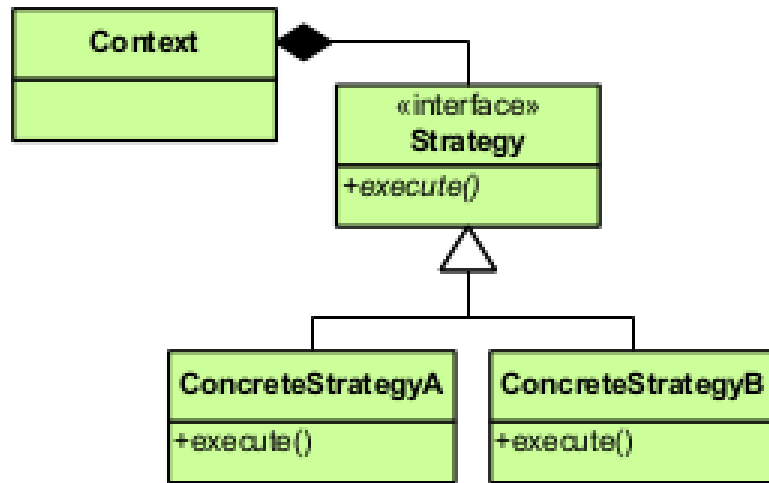 Context
«interface»
Strategy
+execute()
ConcreteStrategyA
+execute()
ConcreteStrategyB
+execute()